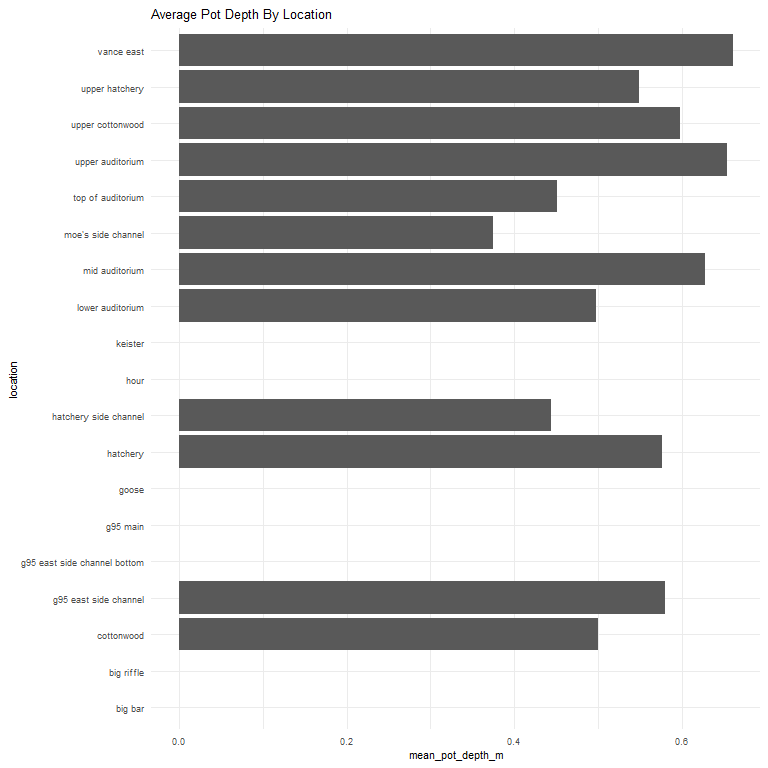 Average Pot Depth By Location
vance east
upper hatchery
upper cottonwood
upper auditorium
top of auditorium
moe's side channel
mid auditorium
lower auditorium
keister
hour
hatchery side channel
hatchery
goose
g95 main
g95 east side channel bottom
g95 east side channel
cottonwood
big riffle
big bar
location
0.0 0.2 0.4 0.6
mean_pot_depth_m